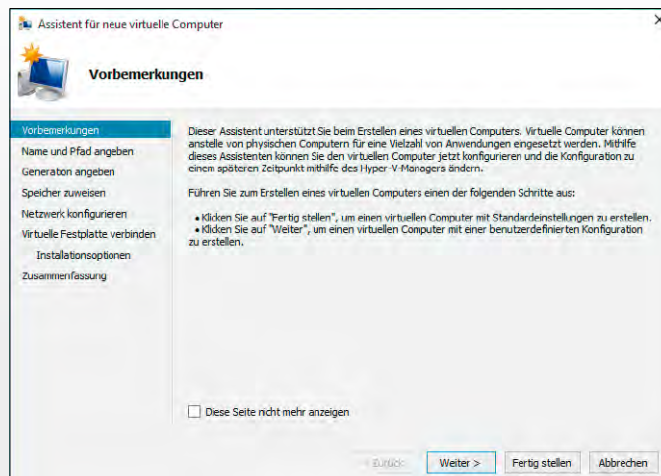 Assistent für neue virtuelle Computer
Vorbemerkungen
Vorbemerkungen
Name und Pfad angeben
Generation angeben
Speicher zuweisen
Netzwerk konfigurieren
Virtuelle Festplatte verbinden
Installationsoptionen
Zusammenfassung
Dieser Assistent unterstützt Sie beim Erstellen eines virtuellen Computers. Virtuelle Computer können
anstelle von physischen Computern für eine Vielzahl von Anwendungen eingesetzt werden. Mithilfe
dieses Assistenten können Sie den virtuellen Computer jetzt konfigurieren und die Konfiguration zu
einem späteren Zeitpunkt mithilfe des Hyper-V-Managers ändern.
Führen Sie zum Erstellen eines virtuellen Computers einen der folgenden Schritte aus:
• Klicken Sie auf "Fertig stellen", um einen virtuellen Computer mit Standardeinstellungen zu erstellen.
• Klicken Sie auf "Weiter", um einen virtuellen Computer mit einer benutzerdefinierten Konfiguration
zu erstellen.
Diese Seite nicht mehr anzeigen
< Zurück
Weiter >
Fertig stellen
Abbrechen